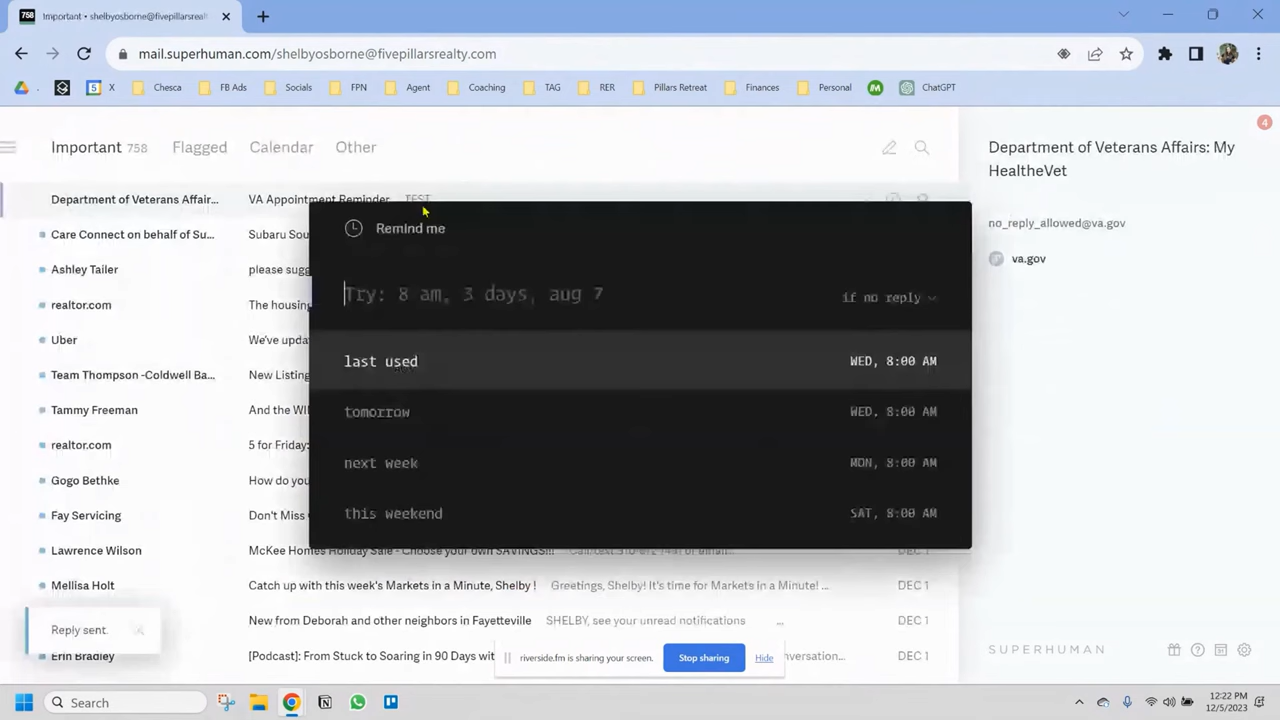 758 Important • shelbyosborne@fivepillarsrealt
mail.superhuman.com/shelbyosborne@fivepillarsrealty.com
5 X Chesca FB Ads Socials FPN Agent Coaching TAG RER Pillars Retreat Finances Personal ChatGPT
4
Important 758 Flagged Calendar Other
Department of Veterans Affairs: My
HealtheVet
no_reply_allowed@va.gov
va.gov
Department of Veterans Affair... VA Appointment Reminder TEST
Care Connect on behalf of Su... Subaru Sou
Ashley Tailer please sugg
realtor.com The housing
Uber We've upda
Team Thompson -Coldwell Ba... New Listing
Tammy Freeman And the WI
realtor.com 5 for Friday:
Gogo Bethke How do you
Fay Servicing Don't Miss
Remind me
Try: 8 am, 3 days, aug 7 if no reply
last used WED, 8:00 AM
tomorrow WED, 8:00 AM
next week MON, 8:00 AM
this weekend SAT, 8:00 AM
Lawrence Wilson McKee Homes Holiday Sale - Choose your own SAVINGS!!! DEC 1
Mellisa Holt Catch up with this week's Markets in a Minute, Shelby ! Greetings, Shelby! It's time for Markets in a Minute! ... DEC 1
New from Deborah and other neighbors in Fayetteville SHELBY, see your unread notifications ... DEC 1
Reply sent.
Erin Bradley [Podcast]: From Stuck to Soaring in 90 Days wit onversation... DEC 1
riverside.fm is sharing your screen. Stop sharing Hide
SUPERHUMAN
Search
12:22 PM
12/5/2023